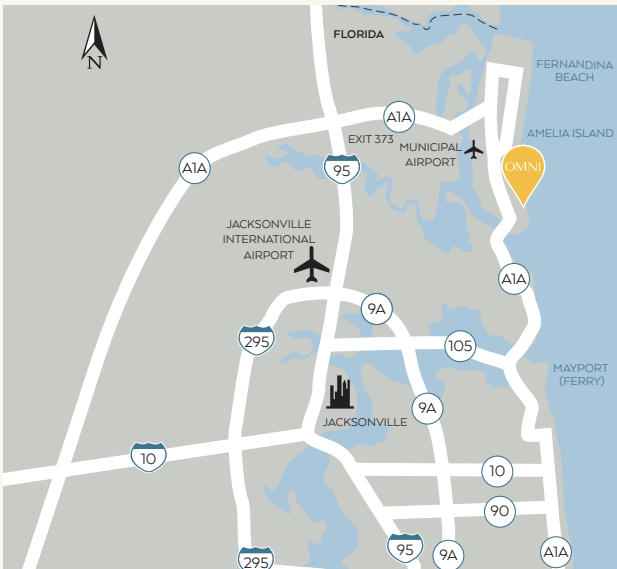 FLORIDA
N
FERNANDINA
BEACH
A1A
EXIT 373
AMELIA ISLAND
MUNICIPAL
AIRPORT
95
A1A
OMNI
JACKSONVILLE
INTERNATIONAL
AIRPORT
A1A
9A
295
105
MAYPORT
(FERRY)
9A
JACKSONVILLE
10
10
90
95
9A
A1A
295